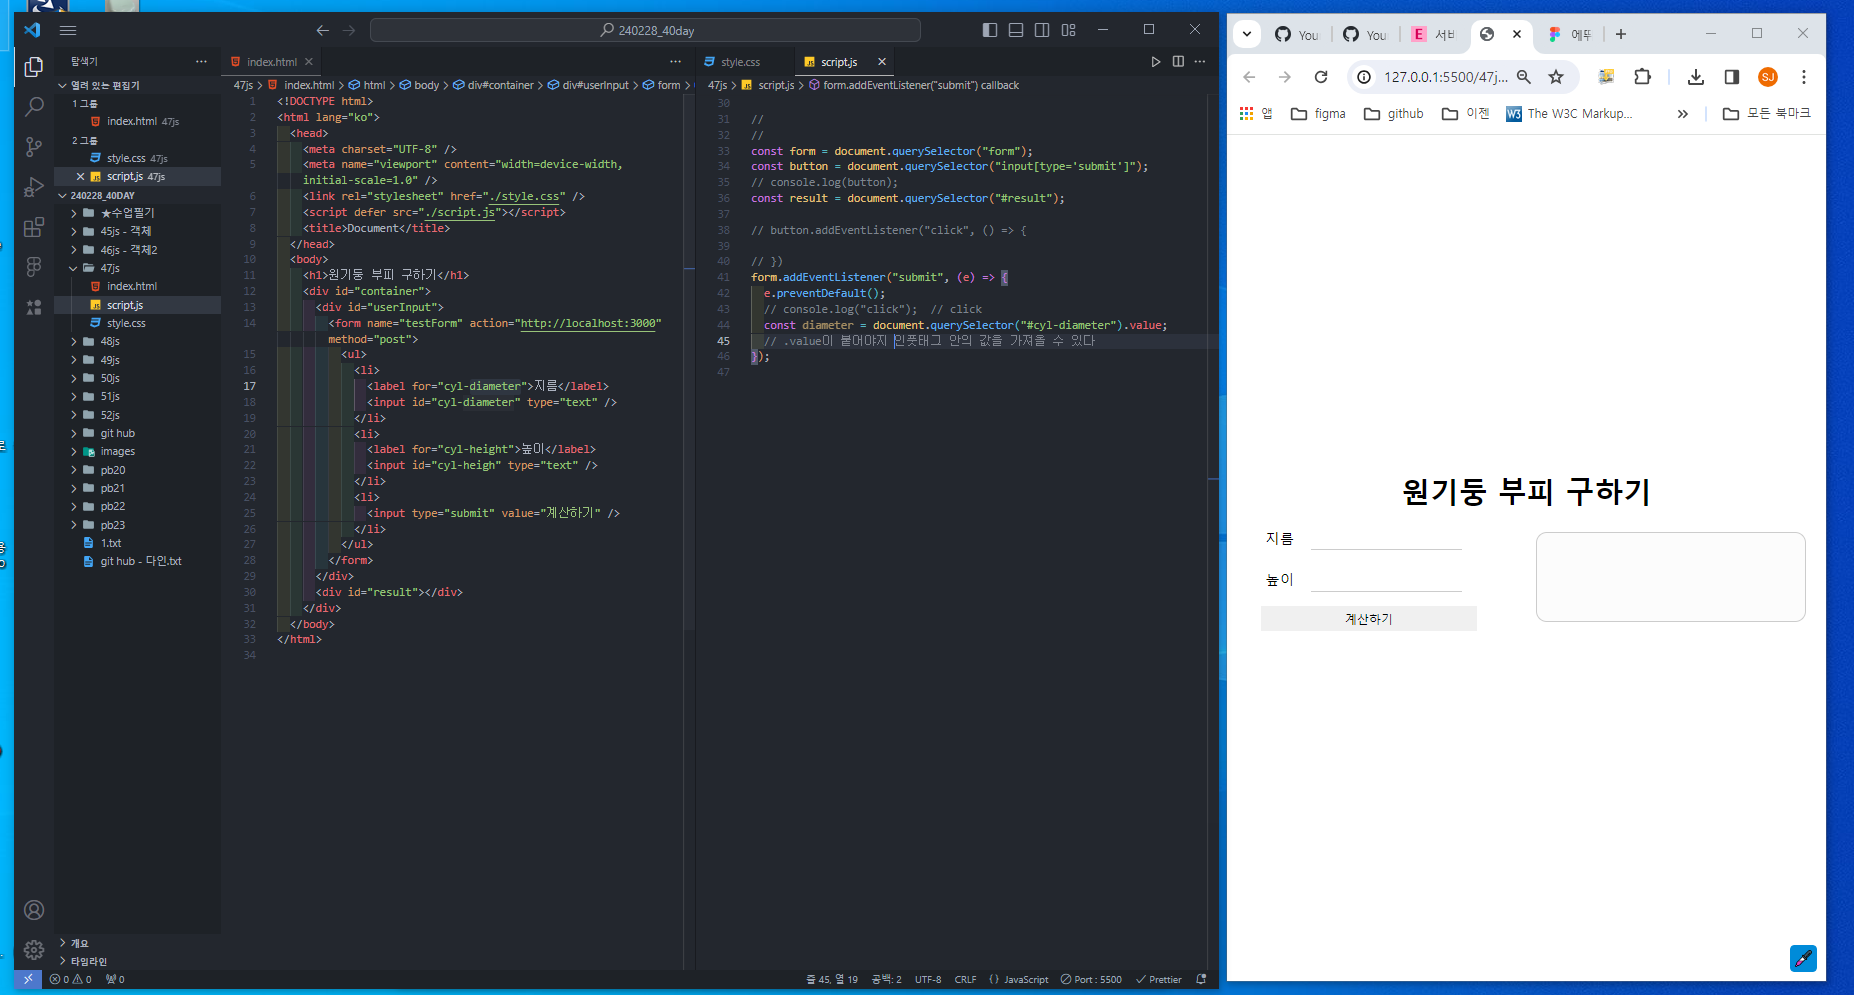 240228_40day
탐색기
열려 있는 편집기
1 그룹
index.html 47js
2 그룹
style.css 47js
script.js 47js
240228_40DAY
★수업필기
45js - 객체
46js - 객체2
47js
index.html
script.js
style.css
48js
49js
50js
51js
52js
git hub
images
pb20
pb21
pb22
pb23
1.txt
git hub - 다인.txt
개요
타임라인
index.html
47js > index.html > html > body > div#container > div#userInput > form >
1 <!DOCTYPE html>
2 <html lang="ko">
3 <head>
4 <meta charset="UTF-8" />
5 <meta name="viewport" content="width=device-width,
initial-scale=1.0" />
6 <link rel="stylesheet" href="./style.css" />
7 <script defer src="./script.js"></script>
8 <title>Document</title>
9 </head>
10 <body>
11 <h1>원기둥 부피 구하기</h1>
12 <div id="container">
13 <div id="userInput">
14 <form name="testForm" action="http://localhost:3000"
method="post">
15 <ul>
16 <li>
17 <label for="cyl-diameter">지름</label>
18 <input id="cyl-diameter" type="text" />
19 </li>
20 <li>
21 <label for="cyl-height">높이</label>
22 <input id="cyl-heigh" type="text" />
23 </li>
24 <li>
25 <input type="submit" value="계산하기" />
26 </li>
27 </ul>
28 </form>
29 </div>
30 <div id="result"></div>
31 </div>
32 </body>
33 </html>
34
style.css
script.js
47js > script.js > form.addEventListener("submit") callback
30
31 //
32 //
33 const form = document.querySelector("form");
34 const button = document.querySelector("input[type='submit']");
35 // console.log(button);
36 const result = document.querySelector("#result");
37
38 // button.addEventListener("click", () => {
39
40 // })
41 form.addEventListener("submit", (e) => {
42 e.preventDefault();
43 // console.log("click"); // click
44 const diameter = document.querySelector("#cyl-diameter").value;
45 // .value이 붙어야지 인풋태그 안의 값을 가져올 수 있다
46 });
47
0 0 0
줄 45, 열 19 공백: 2 UTF-8 CRLF {} JavaScript Port : 5500 Prettier
You
You
E 서비
에뚜
127.0.0.1:5500/47j...
SJ
앱 figma github 이젠 W3 The W3C Markup... » 모든 북마크
원기둥 부피 구하기
지름
높이
계산하기